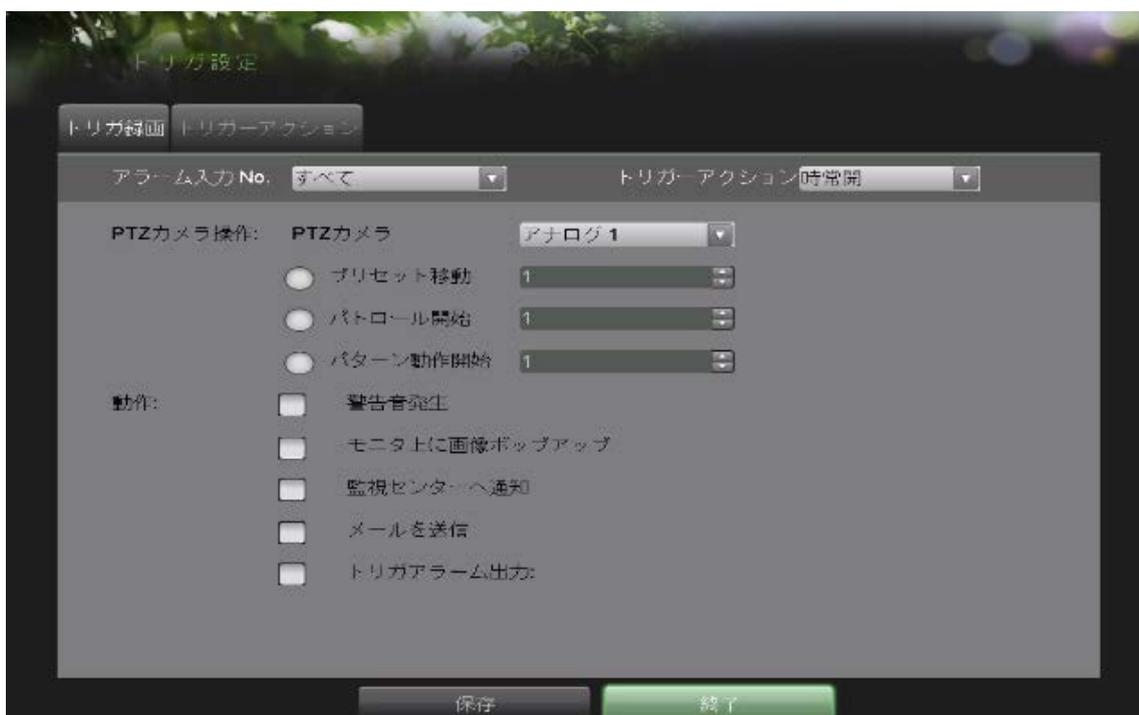 トリガ設定
トリガ録画 トリガーアクション
アラーム入力 No. すべて トリガーアクション 時常開
PTZカメラ操作: PTZカメラ アナログ 1
プリセット移動 1
パトロール開始 1
パターン動作開始 1
動作: 警告音発生
モニタ上に画像ポップアップ
監視センターへ通知
メールを送信
トリガアラーム出力:
保存 終了